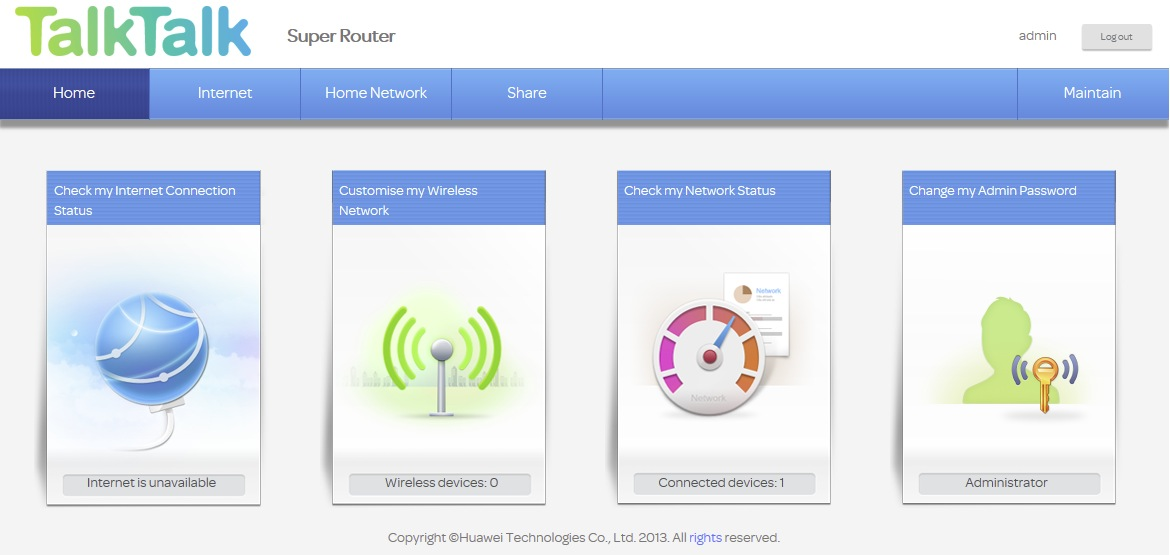 TalkTalk
Super Router
admin
Log out
Home
Internet
Home Network
Share
Maintain
Check my Internet Connection
Status
Customise my Wireless
Network
Check my Network Status
Change my Admin Password
Network
Network
Internet is unavailable
Wireless devices: 0
Connected devices: 1
Administrator
Copyright ©Huawei Technologies Co., Ltd. 2013. All rights reserved.